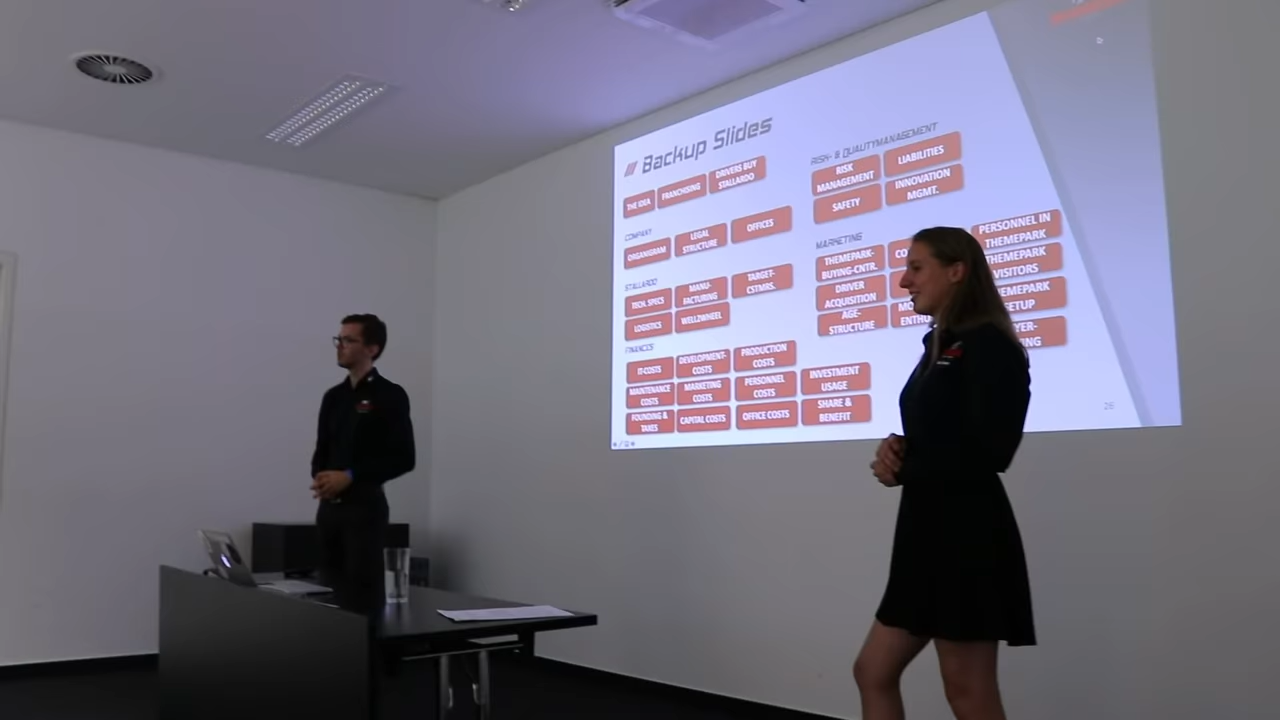 Backup Slides
THE IDEA
FRANCHISING
DRIVERS BUY
STALLARDO
COMPANY
ORGANIGRAM
LEGAL
STRUCTURE
OFFICES
STALLARDO
TECH. SPECS
MANU-
FACTURING
TARGET-
CSTMRS.
LOGISTICS
WELLZWHEEL
FINANCES
IT-COSTS
DEVELOPMENT-
COSTS
PRODUCTION
COSTS
MAINTENANCE
COSTS
MARKETING
COSTS
PERSONNEL
COSTS
INVESTMENT
USAGE
FOUNDING &
TAXES
CAPITAL COSTS
OFFICE COSTS
SHARE &
BENEFIT
RISK- & QUALITYMANAGEMENT
RISK
MANAGEMENT
LIABILITIES
SAFETY
INNOVATION
MGMT.
MARKETING
THEMEPARK-
BUYING-CNTR.
PERSONNEL IN
THEMEPARK
DRIVER
ACQUISITION
THEMEPARK
VISITORS
AGE-
STRUCTURE
SETUP
26